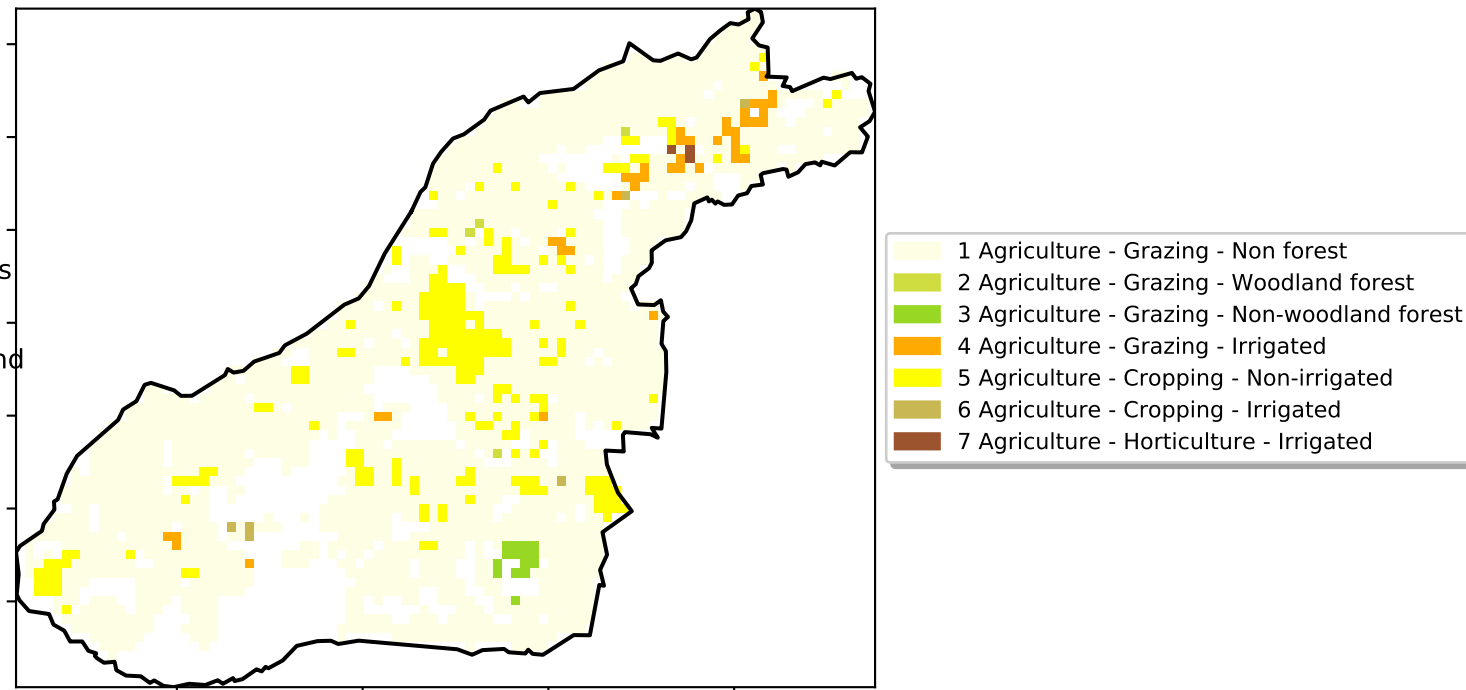 s
nd
1 Agriculture - Grazing - Non forest
2 Agriculture - Grazing - Woodland forest
3 Agriculture - Grazing - Non-woodland forest
4 Agriculture - Grazing - Irrigated
5 Agriculture - Cropping - Non-irrigated
6 Agriculture - Cropping - Irrigated
7 Agriculture - Horticulture - Irrigated